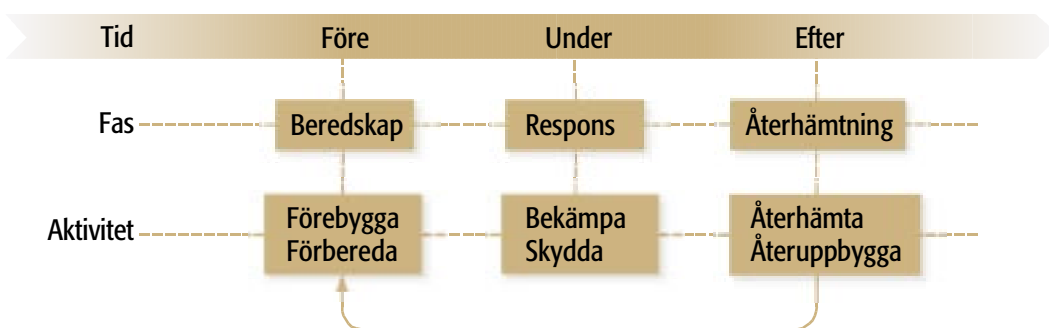 Tid Före Under Efter
Fas Beredskap Respons Återhämtning
Aktivitet Förebygga Bekämpa Återhämta
Förbereda Skydda Återuppbygga